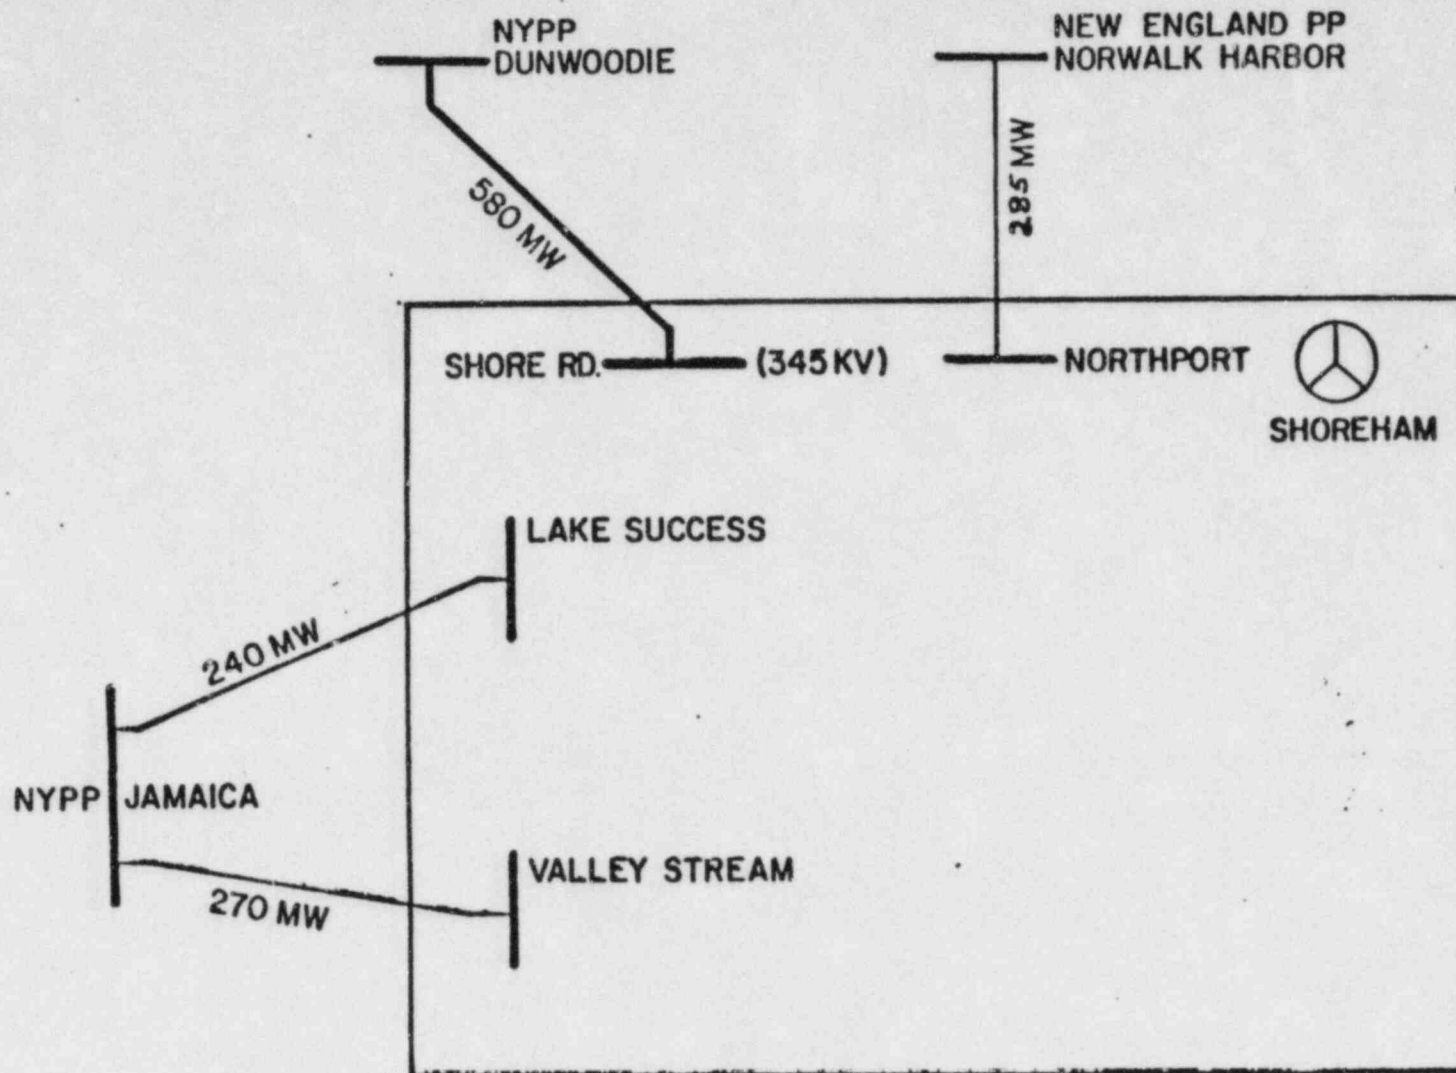 NYPP
DUNWOODIE
NEW ENGLAND PP
NORWALK HARBOR
580 MW
285 MW
SHORE RD.
(345 KV)
NORTHPORT
SHOREHAM
LAKE SUCCESS
240 MW
NYPP
JAMAICA
VALLEY STREAM
270 MW